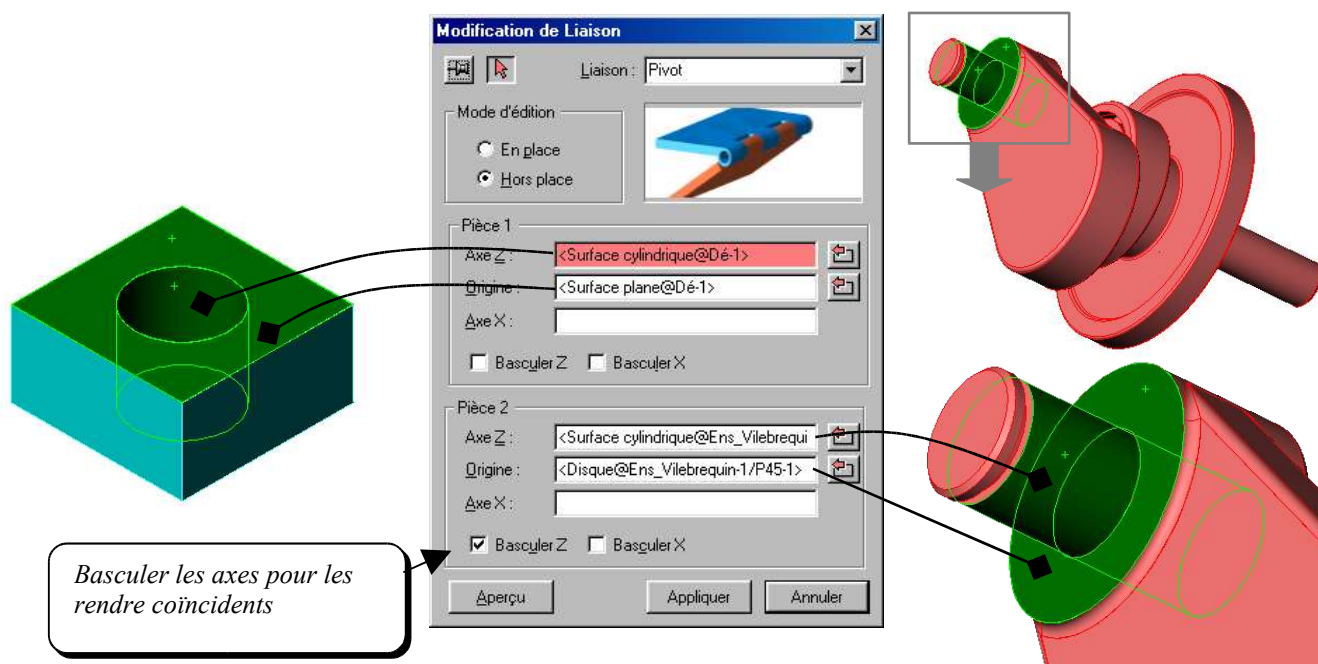 Modification de Liaison
Liaison : Pivot
Mode d'édition
En place
Hors place
Pièce 1
Axe Z : <Surface cylindrique@Dé-1>
Origine : <Surface plane@Dé-1>
Axe X :
Basculer Z Basculer X
Pièce 2
Axe Z : <Surface cylindrique@Ens_Vilebrequi
Origine : <Disque@Ens_Vilebrequin-1/P45-1>
Axe X :
Basculer Z Basculer X
Aperçu Appliquer Annuler
Basculer les axes pour les
rendre coïncidents